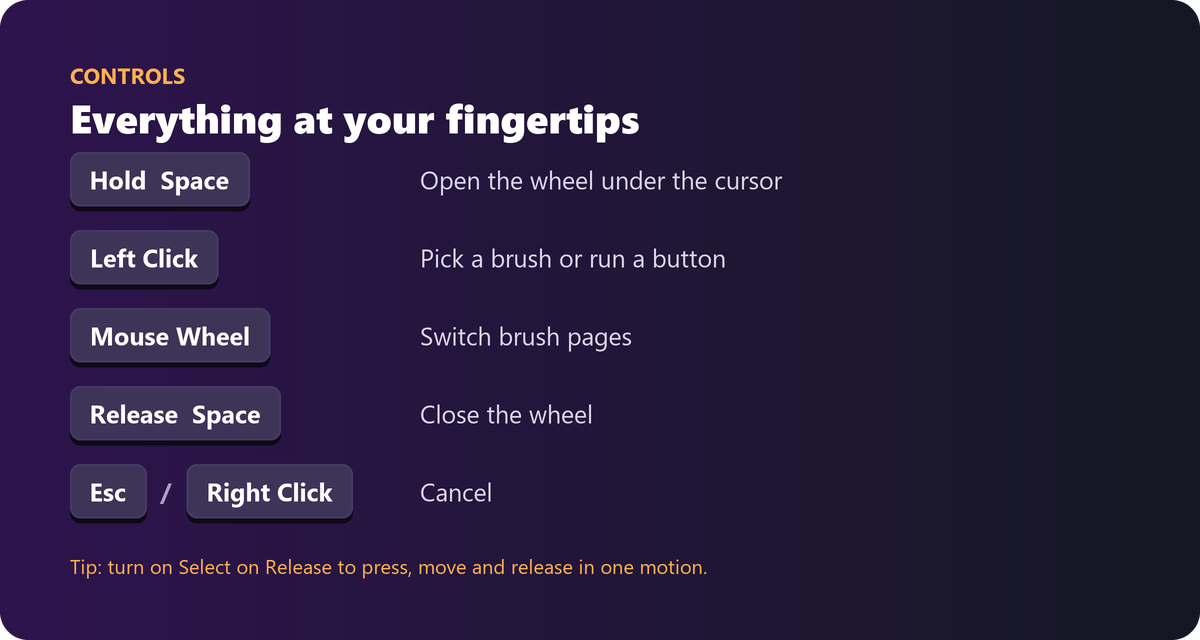 CONTROLS
Everything at your fingertips
Hold Space Open the wheel under the cursor
Left Click Pick a brush or run a button
Mouse Wheel Switch brush pages
Release Space Close the wheel
Esc / Right Click Cancel
Tip: turn on Select on Release to press, move and release in one motion.